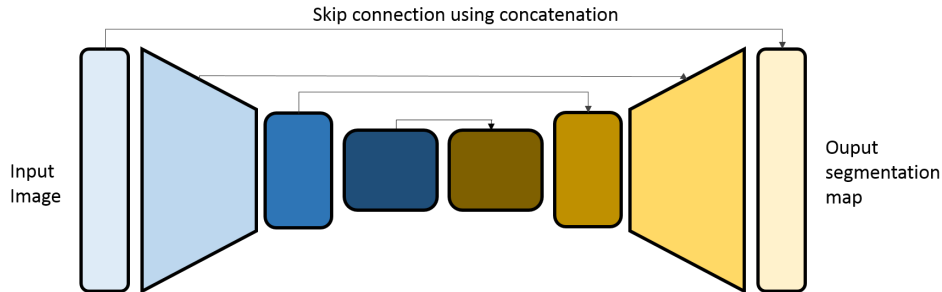 Skip connection using concatenation
Input
Image
Ouput
segmentation
map